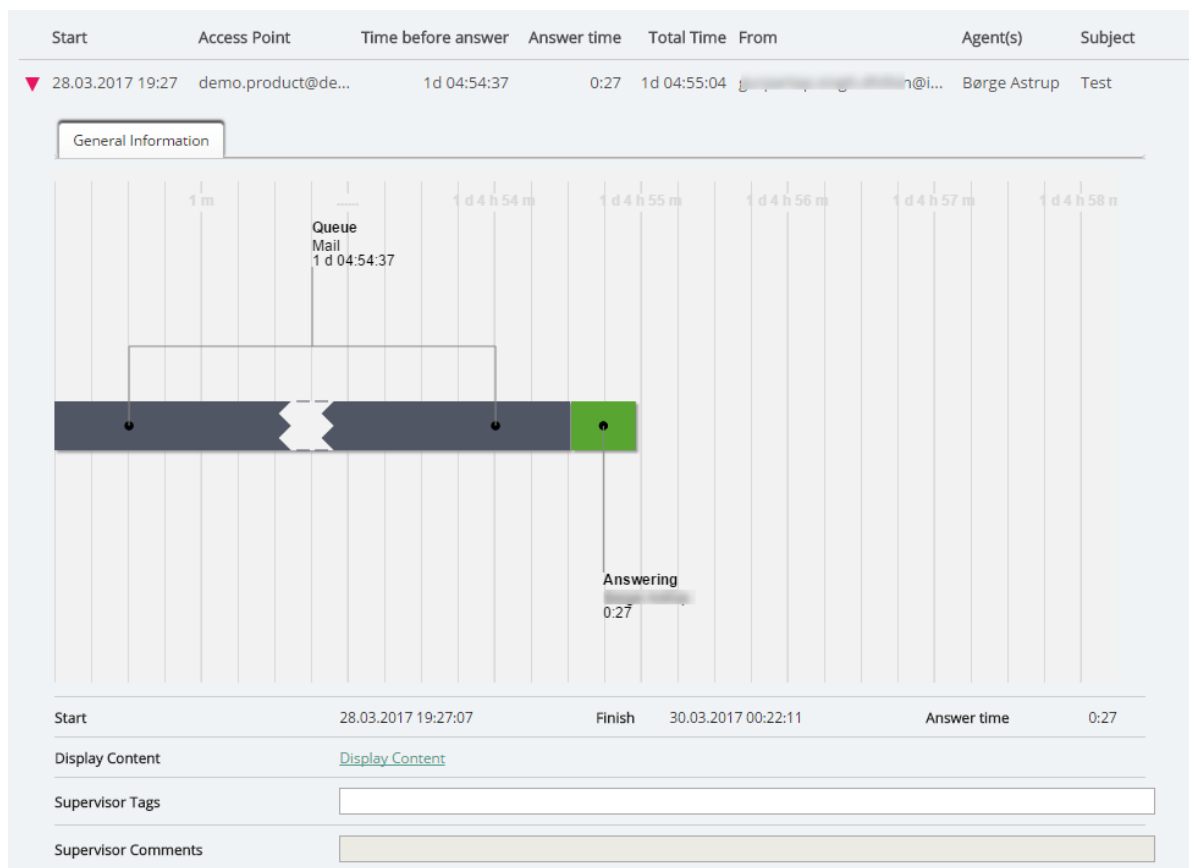 Start Access Point Time before answer Answer time Total Time From Agent(s) Subject
28.03.2017 19:27 demo.product@de... 1d 04:54:37 0:27 1d 04:55:04 @i... Børge Astrup Test
General Information
1 m ...... 1 d 4 h 54 m 1 d 4 h 55 m 1 d 4 h 56 m 1 d 4 h 57 m 1 d 4 h 58 m
Queue
Mail
1 d 04:54:37
Answering
0:27
Start 28.03.2017 19:27:07 Finish 30.03.2017 00:22:11 Answer time 0:27
Display Content Display Content
Supervisor Tags
Supervisor Comments